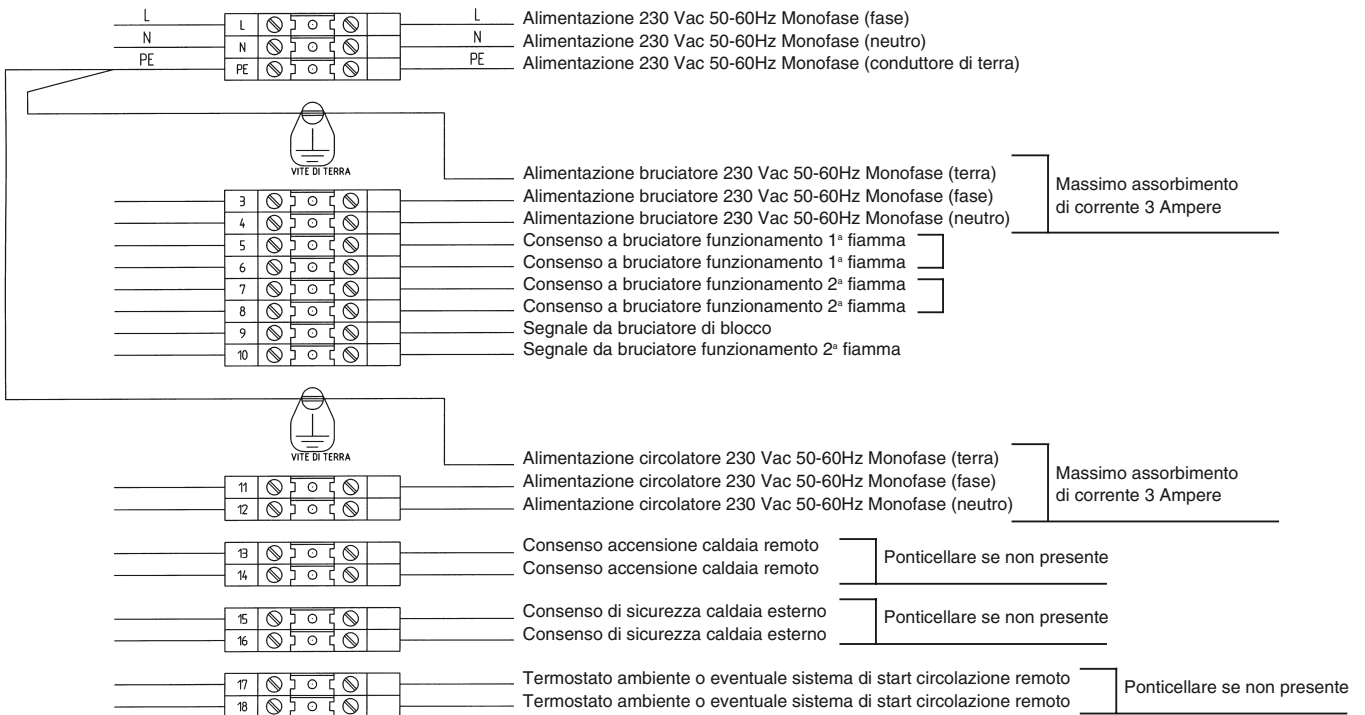 L L L Alimentazione 230 Vac 50-60Hz Monofase (fase)
N N N Alimentazione 230 Vac 50-60Hz Monofase (neutro)
PE PE PE Alimentazione 230 Vac 50-60Hz Monofase (conduttore di terra)
VITE DI TERRA
Alimentazione bruciatore 230 Vac 50-60Hz Monofase (terra)
3 Alimentazione bruciatore 230 Vac 50-60Hz Monofase (fase)
4 Alimentazione bruciatore 230 Vac 50-60Hz Monofase (neutro)
Massimo assorbimento
di corrente 3 Ampere
5 Consenso a bruciatore funzionamento 1ª fiamma
6 Consenso a bruciatore funzionamento 1ª fiamma
7 Consenso a bruciatore funzionamento 2ª fiamma
8 Consenso a bruciatore funzionamento 2ª fiamma
9 Segnale da bruciatore di blocco
10 Segnale da bruciatore funzionamento 2ª fiamma
VITE DI TERRA
Alimentazione circolatore 230 Vac 50-60Hz Monofase (terra)
11 Alimentazione circolatore 230 Vac 50-60Hz Monofase (fase)
12 Alimentazione circolatore 230 Vac 50-60Hz Monofase (neutro)
Massimo assorbimento
di corrente 3 Ampere
13 Consenso accensione caldaia remoto
14 Consenso accensione caldaia remoto
Ponticellare se non presente
15 Consenso di sicurezza caldaia esterno
16 Consenso di sicurezza caldaia esterno
Ponticellare se non presente
17 Termostato ambiente o eventuale sistema di start circolazione remoto
18 Termostato ambiente o eventuale sistema di start circolazione remoto
Ponticellare se non presente